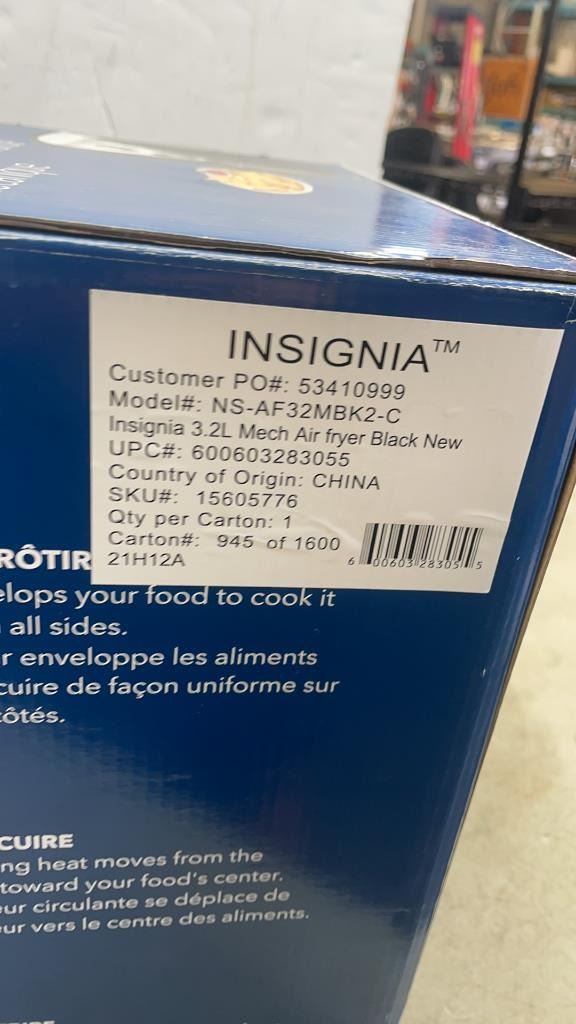 INSIGNIA™
Customer PO#: 53410999
Model#: NS-AF32MBK2-C
Insignia 3.2L Mech Air fryer Black New
UPC#: 600603283055
Country of Origin: CHINA
SKU#: 15605776
Qty per Carton: 1
Carton#: 945 of 1600
21H12A
6 00603 28305 5
RÔTIR
elops your food to cook it
all sides.
r enveloppe les aliments
cuire de façon uniforme sur
côtés.
CUIRE
ng heat moves from the
toward your food's center.
eur circulante se déplace de
ur vers le centre des aliments.